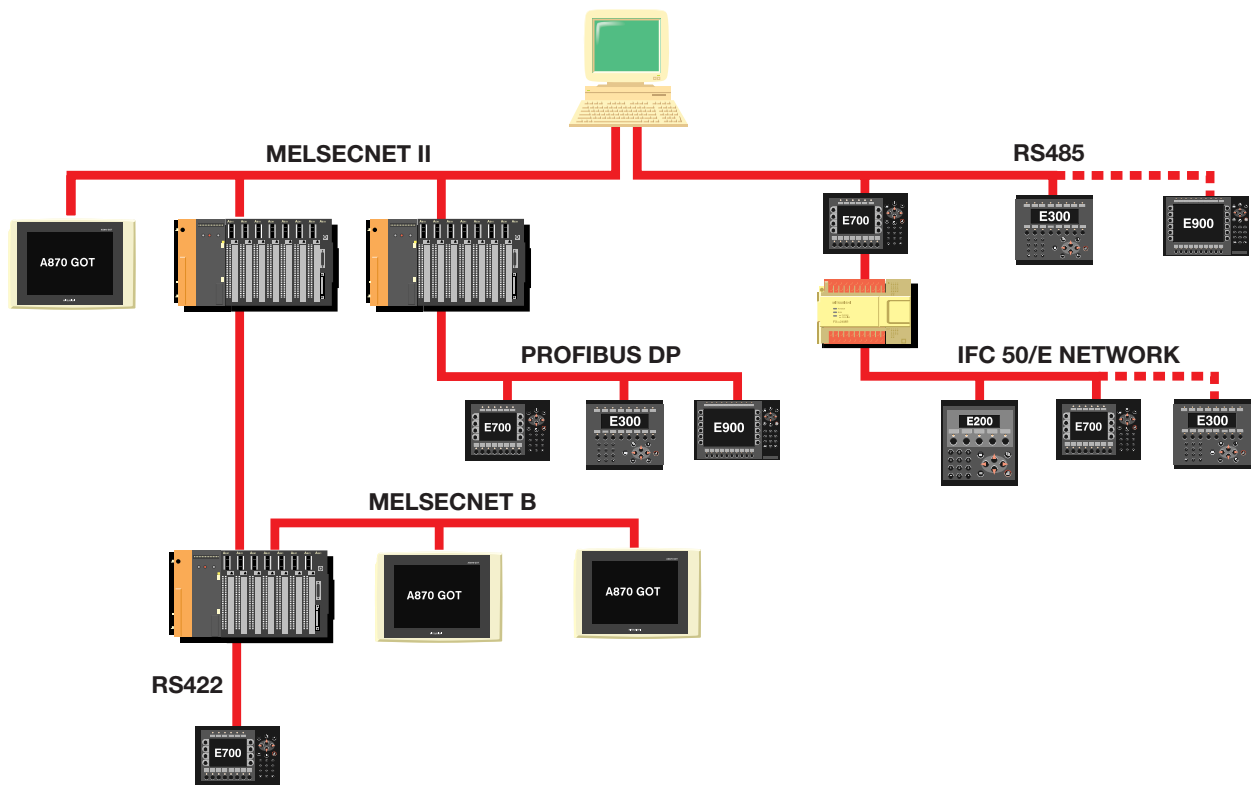 MELSECNET II
RS485
A870 GOT
E700
E300
E900
PROFIBUS DP
IFC 50/E NETWORK
E700
E300
E900
E200
E700
E300
MELSECNET B
A870 GOT
A870 GOT
RS422
E700